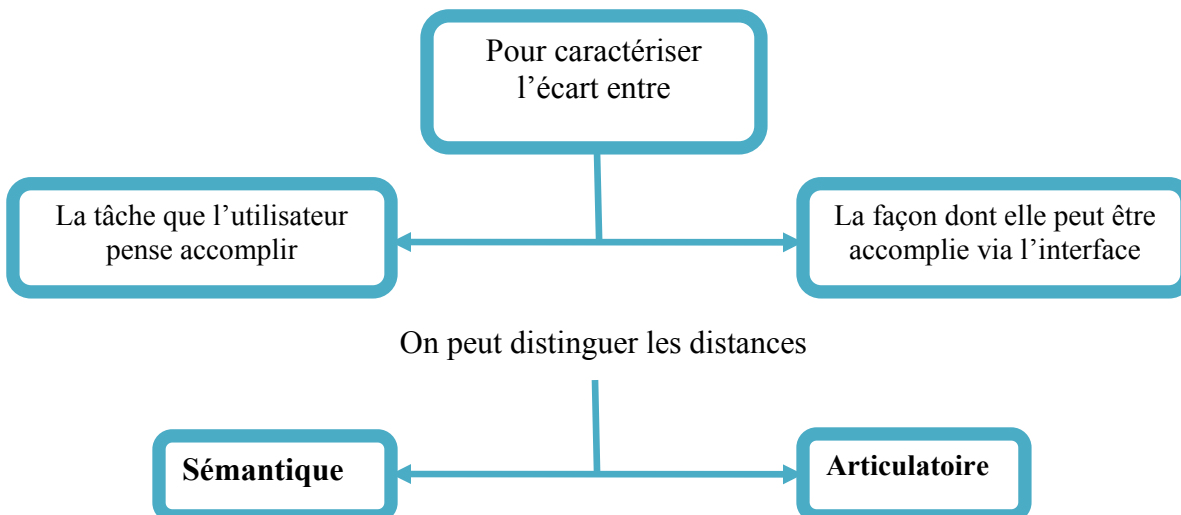 Pour caractériser
l’écart entre
La tâche que l’utilisateur
pense accomplir
La façon dont elle peut être
accomplie via l’interface
On peut distinguer les distances
Sémantique
Articulatoire